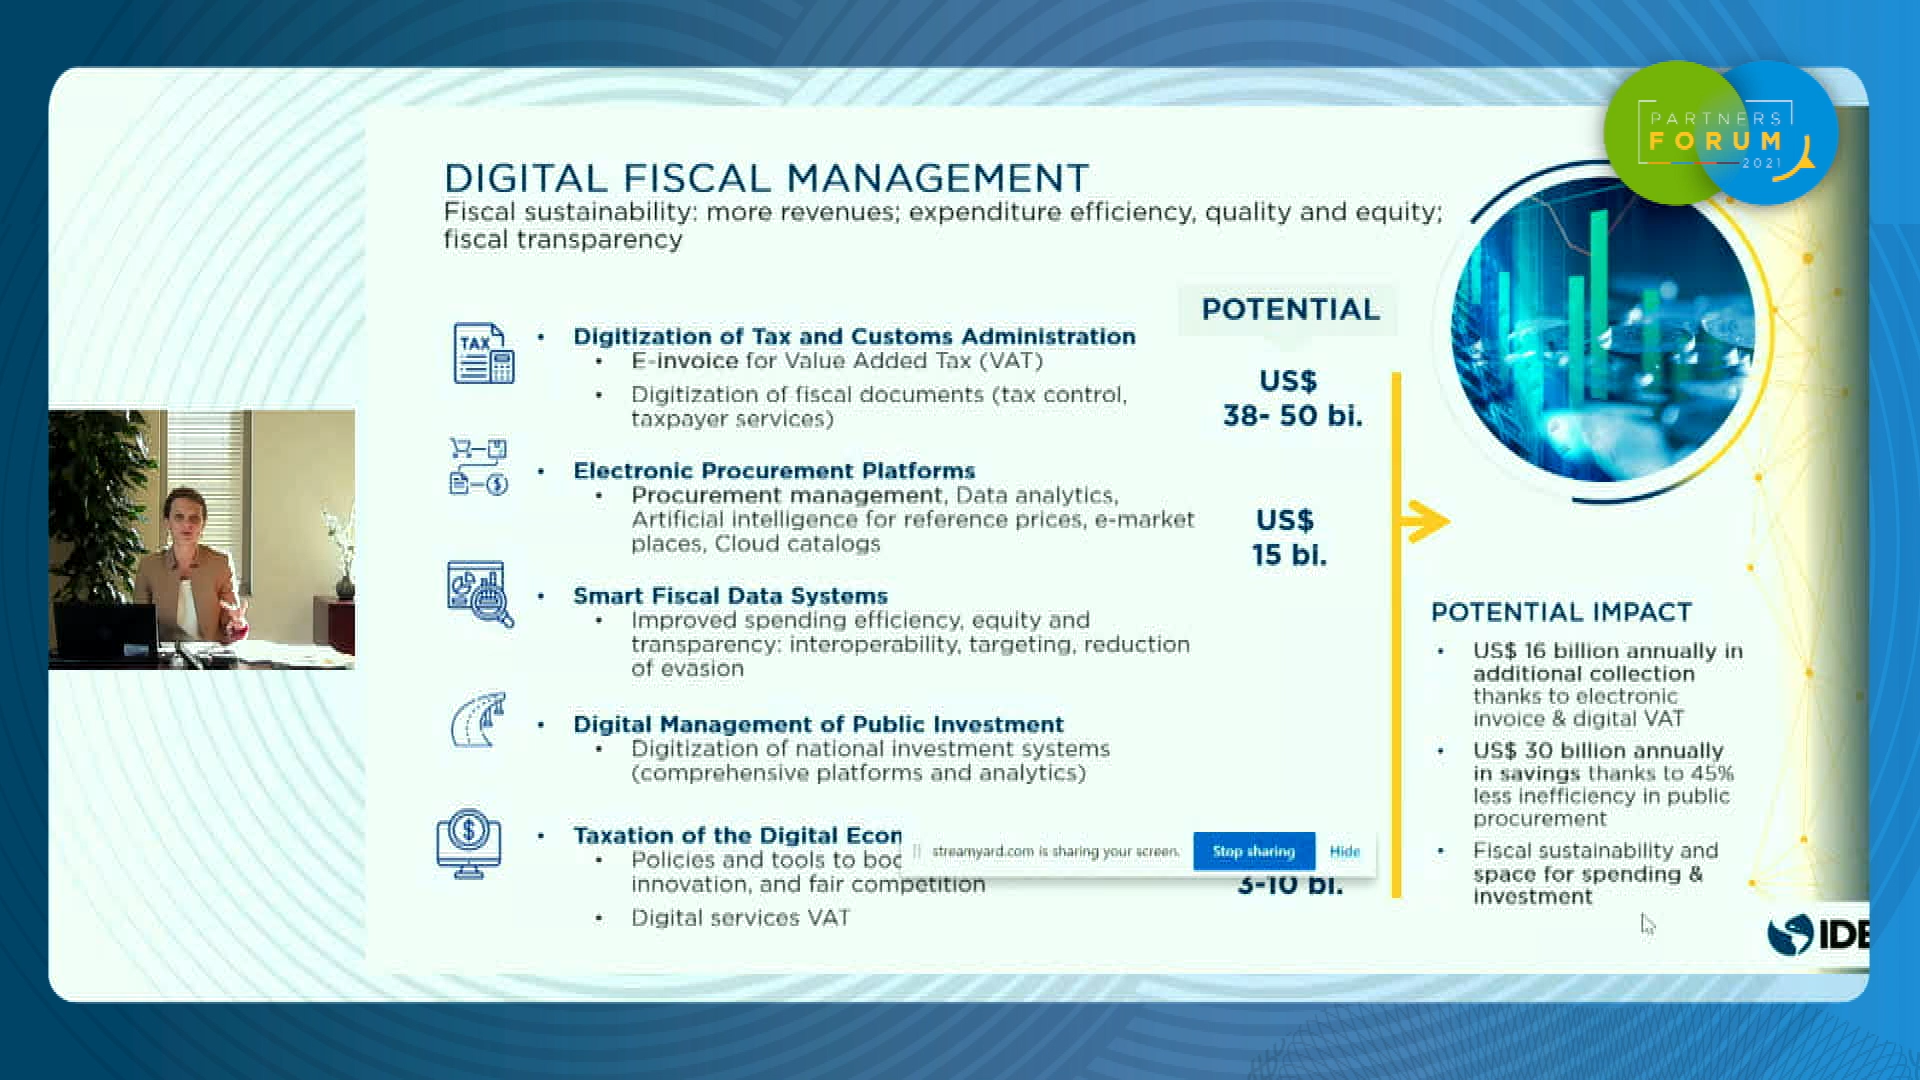 PARTNERS
FORUM
2021
DIGITAL FISCAL MANAGEMENT
Fiscal sustainability: more revenues; expenditure efficiency, quality and equity;
fiscal transparency
POTENTIAL
TAX
• Digitization of Tax and Customs Administration
• E-invoice for Value Added Tax (VAT)
• Digitization of fiscal documents (tax control,
taxpayer services)
US$
38- 50 bi.
• Electronic Procurement Platforms
• Procurement management, Data analytics,
Artificial intelligence for reference prices, e-market
places, Cloud catalogs
US$
15 bi.
• Smart Fiscal Data Systems
• Improved spending efficiency, equity and
transparency: interoperability, targeting, reduction
of evasion
• Digital Management of Public Investment
• Digitization of national investment systems
(comprehensive platforms and analytics)
• Taxation of the Digital
• Policies and tools to
innovation, and fair competition
• Digital services VAT
3-10 bi.
streamyard.com is sharing your screen.
Stop sharing
Hide
POTENTIAL IMPACT
• US$ 16 billion annually in
additional collection
thanks to electronic
invoice & digital VAT
• US$ 30 billion annually
in savings thanks to 45%
less inefficiency in public
procurement
• Fiscal sustainability and
space for spending &
investment